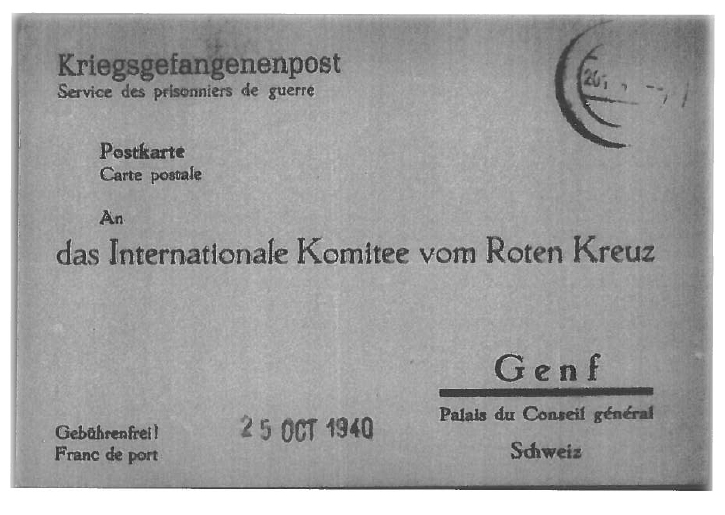 Kriegsgefangenenpost
Service des prisonniers de guerre
Postkarte
Carte postale
An
das Internationale Komitee vom Roten Kreuz
Genf
Palais du Conseil général
Schweiz
Gebührenfrei!
Franc de port
25 OCT 1940